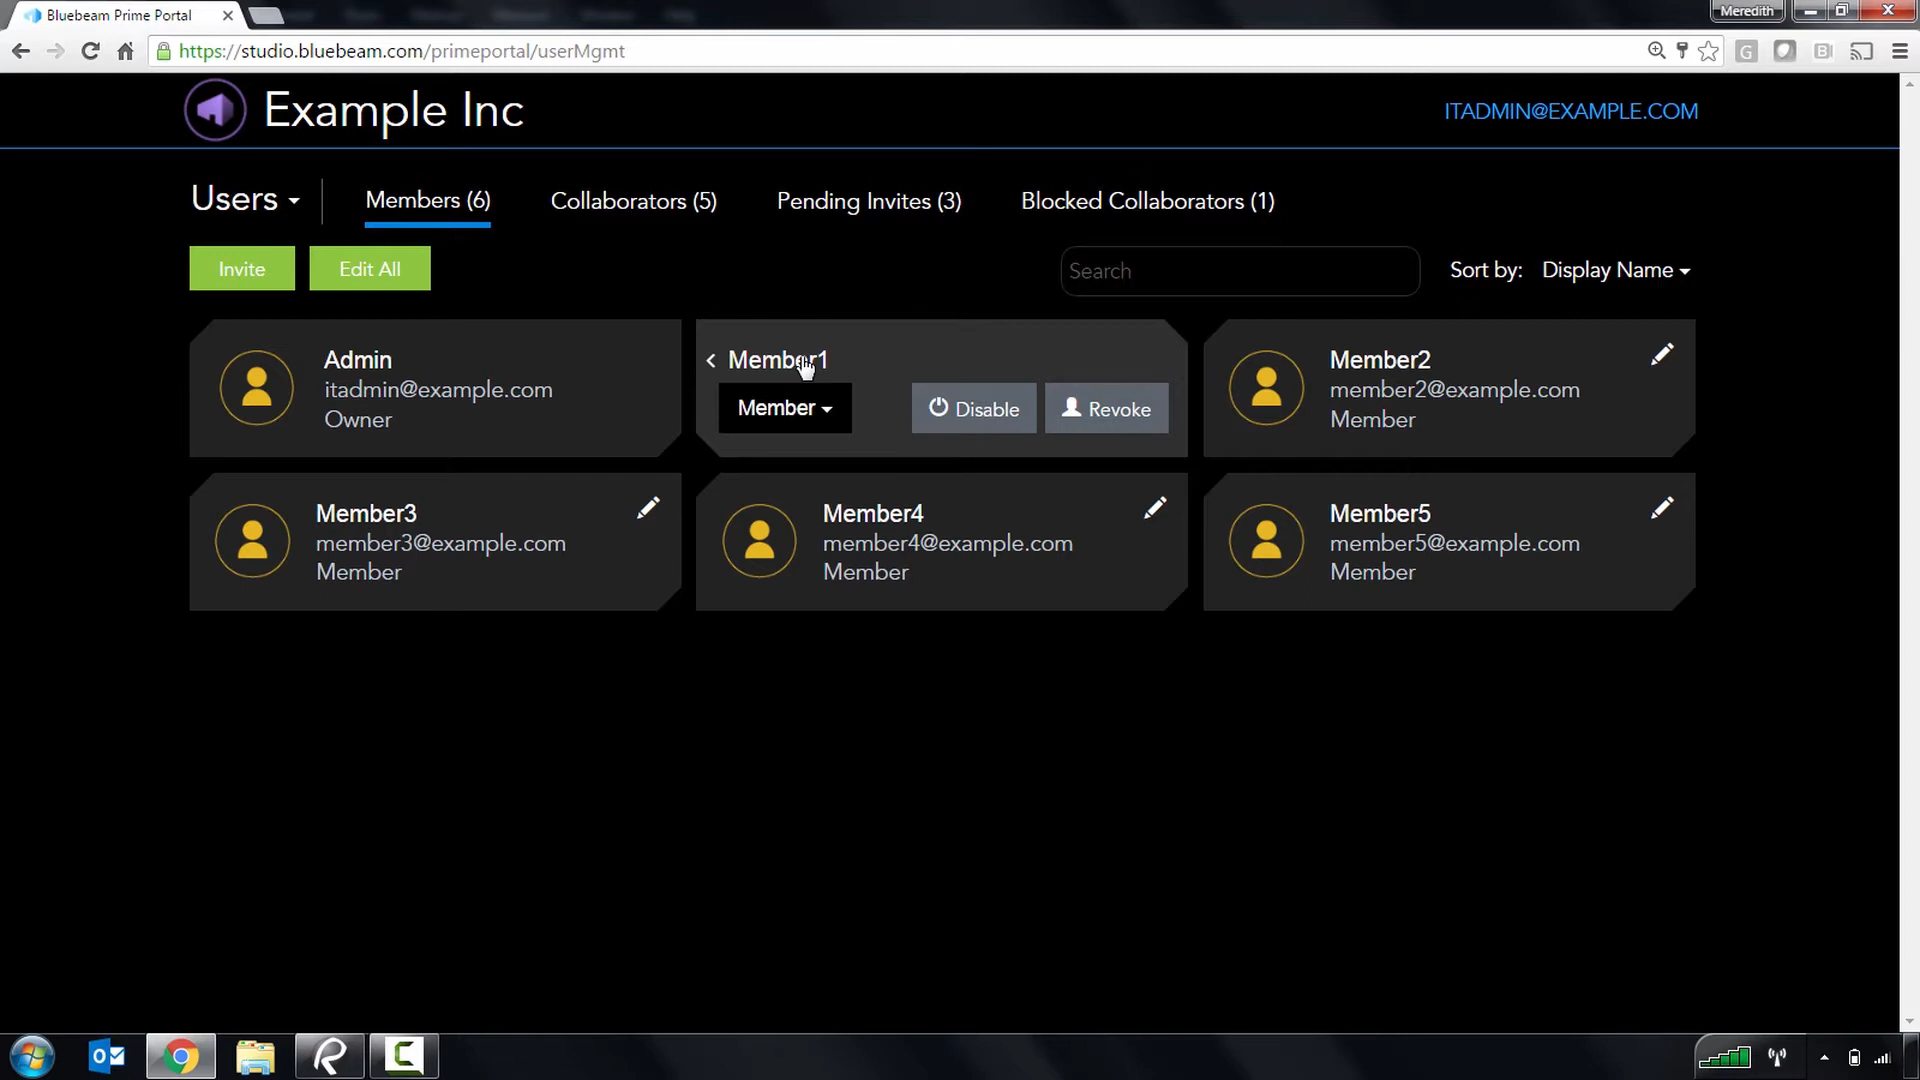 Bluebeam Prime Portal
Meredith
https://studio.bluebeam.com/primeportal/userMgmt
Example Inc
ITADMIN@EXAMPLE.COM
Users
Members (6)
Collaborators (5)
Pending Invites (3)
Blocked Collaborators (1)
Invite
Edit All
Search
Sort by: Display Name
Admin
itadmin@example.com
Owner
Member1
Member
Disable
Revoke
Member2
member2@example.com
Member
Member3
member3@example.com
Member
Member4
member4@example.com
Member
Member5
member5@example.com
Member